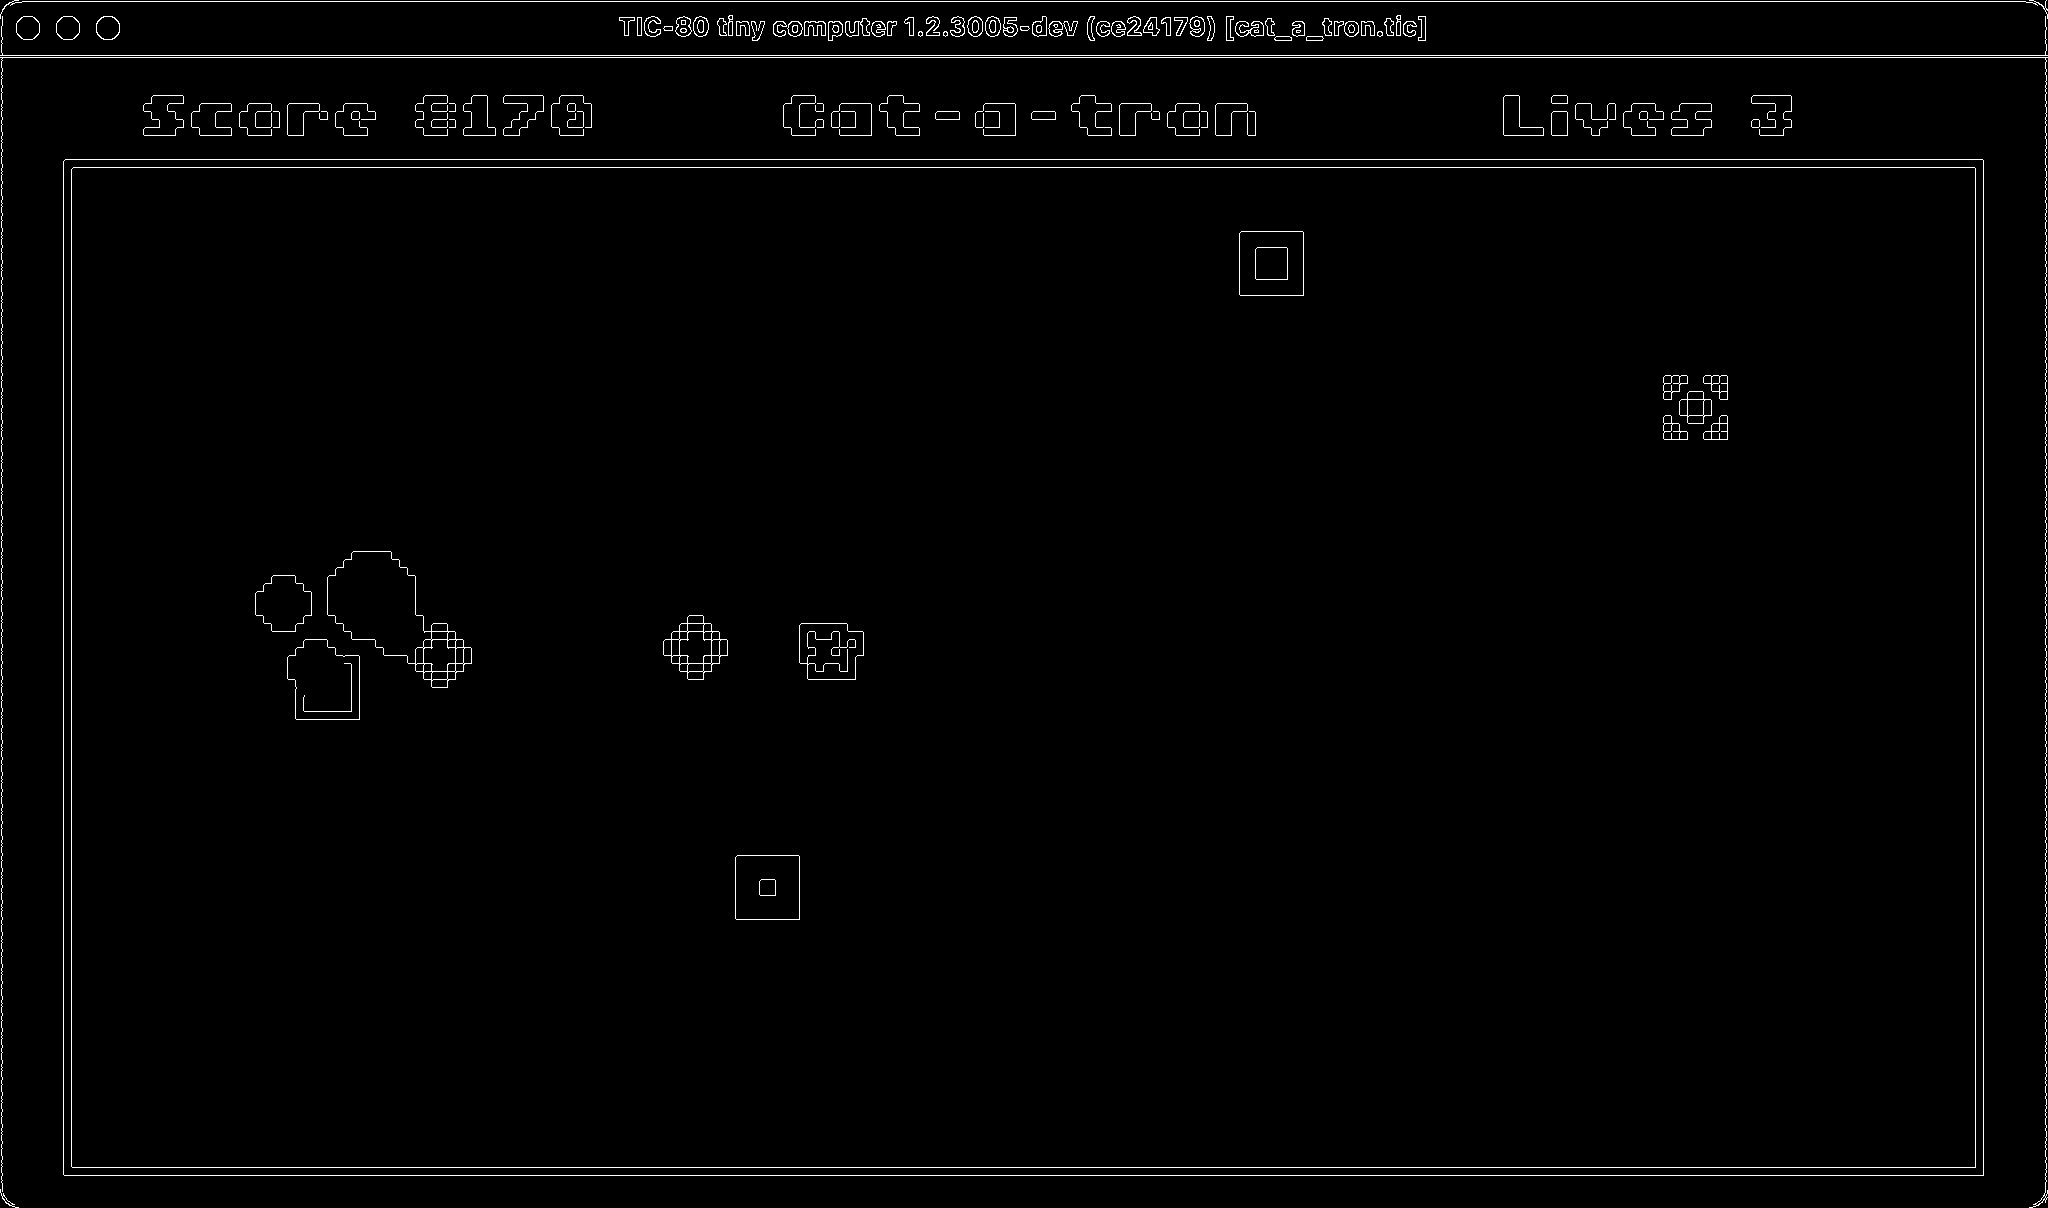 TIC-80 tiny computer 1.2.3005-dev (ce24179) [cat_a_tron.tic]
Score 8170 Cat-a-tron Lives 3